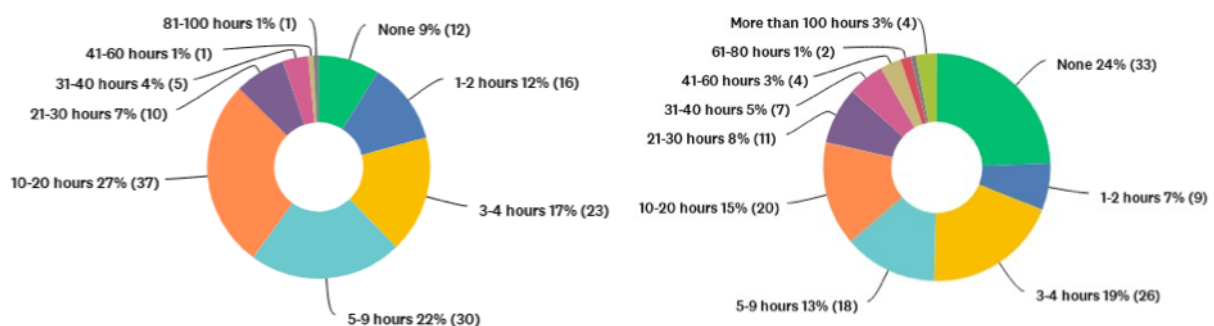 81-100 hours 1% (1)
None 9% (12)
41-60 hours 1% (1)
31-40 hours 4% (5)
1-2 hours 12% (16)
21-30 hours 7% (10)
10-20 hours 27% (37)
3-4 hours 17% (23)
5-9 hours 22% (30)
More than 100 hours 3% (4)
61-80 hours 1% (2)
None 24% (33)
41-60 hours 3% (4)
31-40 hours 5% (7)
21-30 hours 8% (11)
1-2 hours 7% (9)
10-20 hours 15% (20)
5-9 hours 13% (18)
3-4 hours 19% (26)